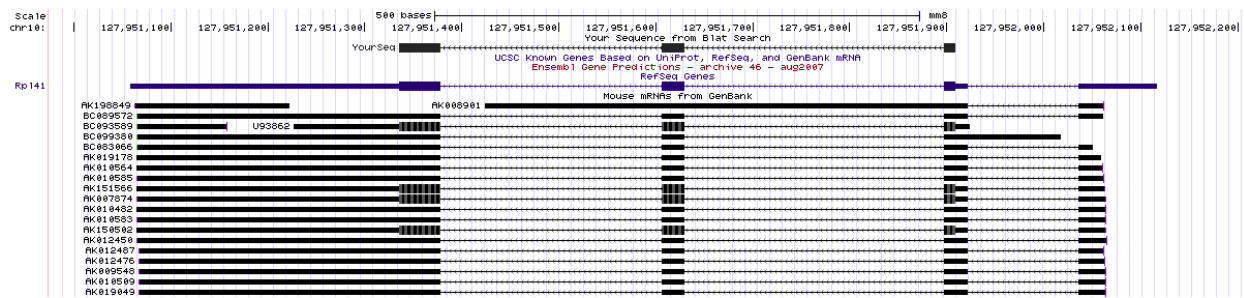 Scale 500 bases mm8
chr10: 127,951,100 127,951,200 127,951,300 127,951,400 127,951,500 127,951,600 127,951,700 127,951,800 127,951,900 127,952,000 127,952,100 127,952,200
Your Sequence from Blat Search
YourSeq
UCSC Known Genes Based on UniProt, RefSeq, and GenBank mRNA
Ensembl Gene Predictions - archive 46 - aug2007
RefSeq Genes
Rpl41
Mouse mRNAs from GenBank
AK198849 AK008901
BC089572
BC093589 U93862
BC099380
BC083066
AK019178
AK010564
AK010585
AK151566
AK007874
AK010482
AK010583
AK150502
AK012450
AK012487
AK012476
AK009548
AK010509
AK019049